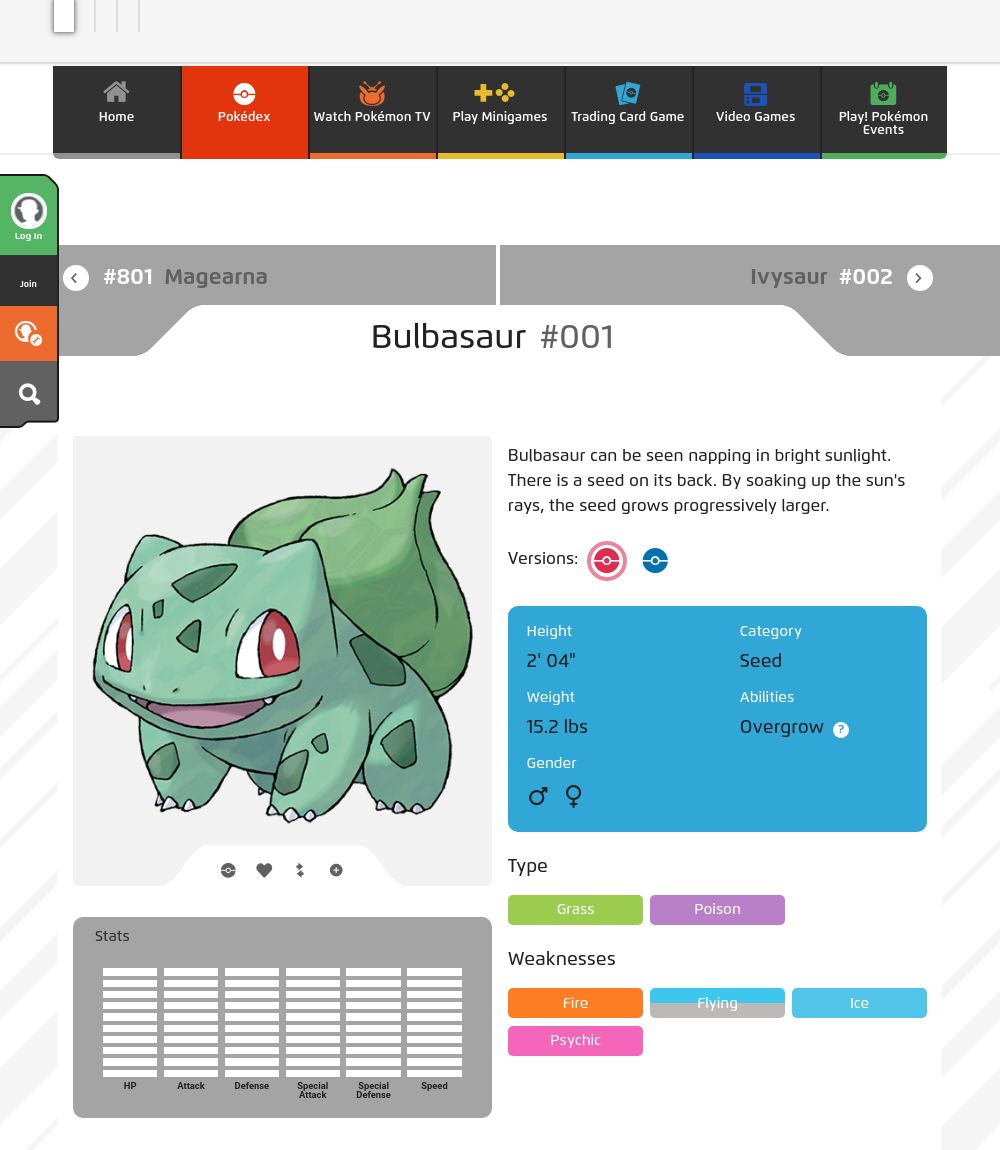 Home
Pokédex
Watch Pokémon TV
Play Minigames
Trading Card Game
Video Games
Play! Pokémon
Events
Log In
Join
#801 Magearna
Ivysaur #002
Bulbasaur #001
Bulbasaur can be seen napping in bright sunlight.
There is a seed on its back. By soaking up the sun's
rays, the seed grows progressively larger.
Versions:
Height
2' 04"
Category
Seed
Weight
15.2 lbs
Abilities
Overgrow ?
Gender
Type
Grass
Poison
Weaknesses
Fire
Flying
Ice
Psychic
Stats
HP
Attack
Defense
Special
Attack
Special
Defense
Speed